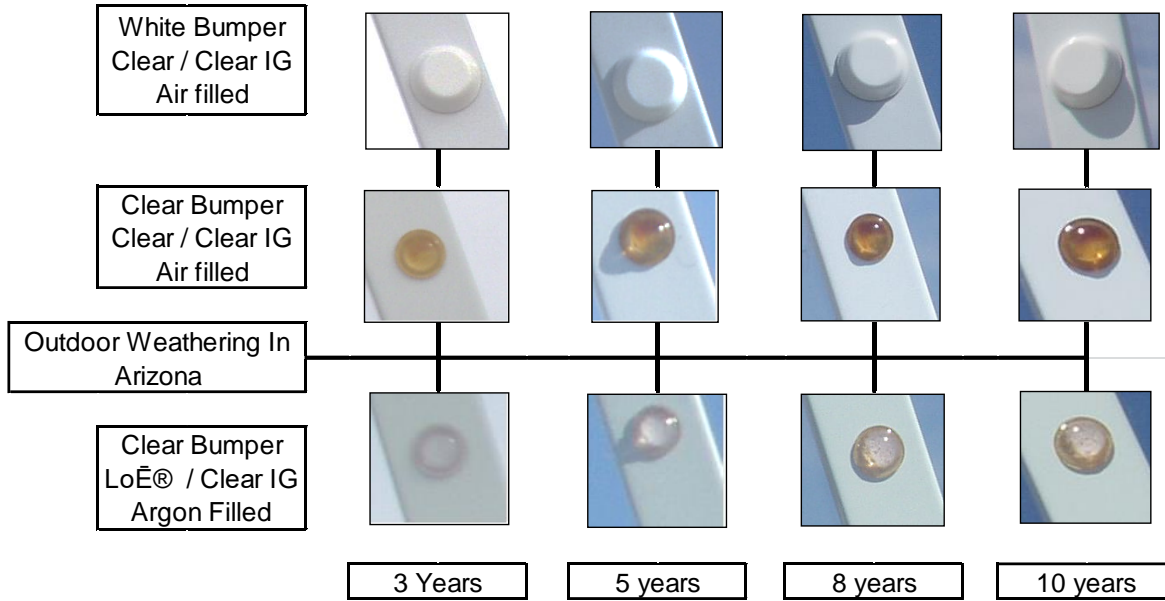 White Bumper
Clear / Clear IG
Air filled
Clear Bumper
Clear / Clear IG
Air filled
Outdoor Weathering In
Arizona
Clear Bumper
LoĒ® / Clear IG
Argon Filled
3 Years
5 years
8 years
10 years